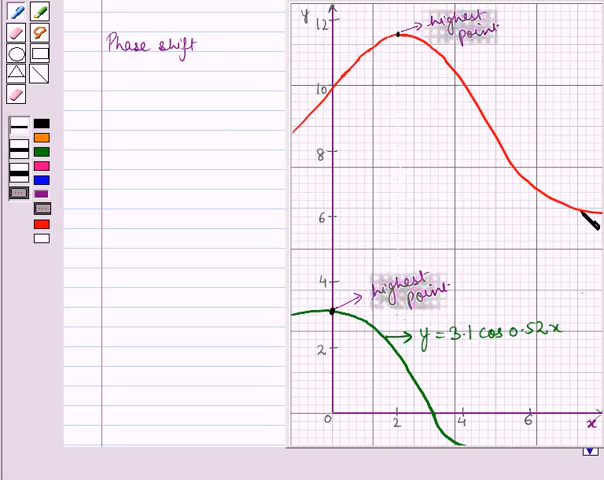 Phase shift
y
12
highest
point
10
8
6
4
highest
point
y = 3.1 cos 0.52x
2
0
2
4
6
x